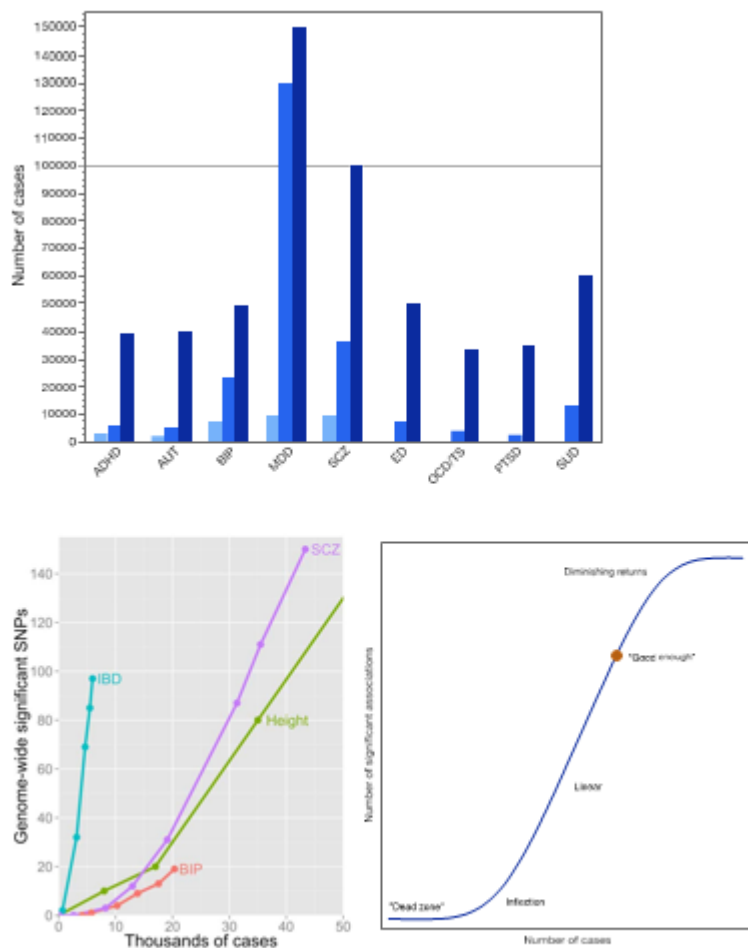 150000
140000
130000
120000
110000
100000
90000
80000
70000
60000
50000
40000
30000
20000
10000
0
Number of cases
ADHD
AUT
BIP
MDD
SCZ
ED
OCD/TS
PTSD
SUD
140
120
100
80
60
40
20
0
Genome-wide significant SNPs
SCZ
IBD
Height
BIP
0 10 20 30 40 50
Thousands of cases
Number of significant associations
Diminishing returns
"Good enough"
Linear
Inflection
"Dead zone"
Number of cases